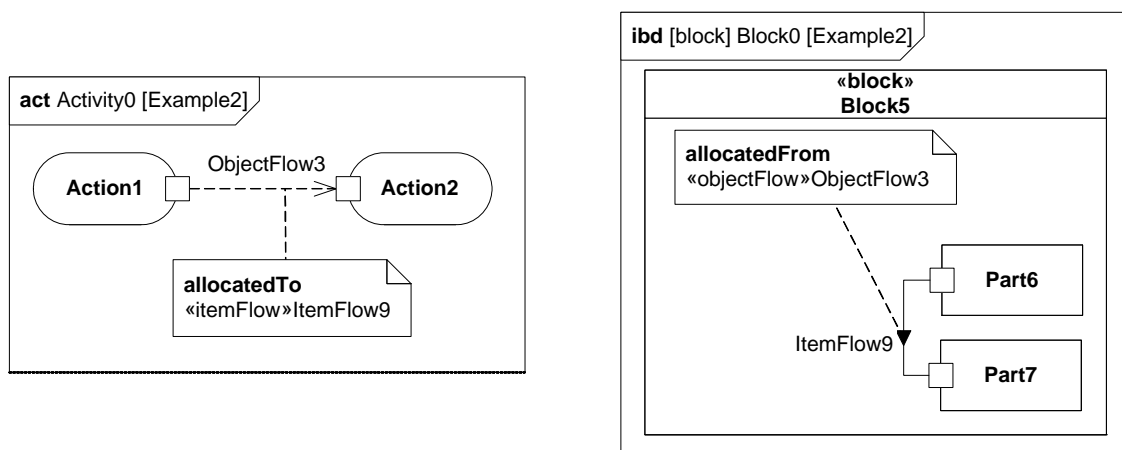 act Activity0 [Example2]
ObjectFlow3
Action1
Action2
allocatedTo
«itemFlow»ItemFlow9
ibd [block] Block0 [Example2]
«block»
Block5
allocatedFrom
«objectFlow»ObjectFlow3
Part6
ItemFlow9
Part7